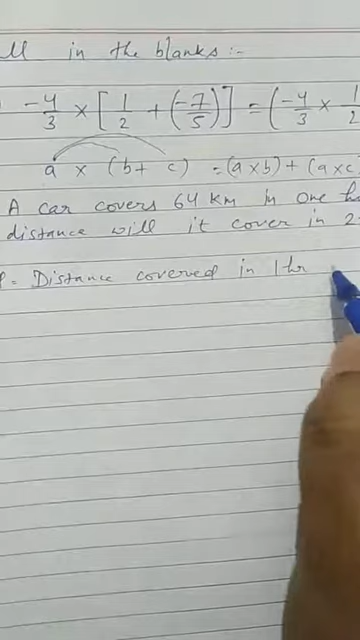 in the blanks :-
-4/3 × [ 1/2 + (-7/5) ] = ( -4/3 × 1/2
a × (b + c) = (a × b) + (a × c
A car covers 64 km in one
distance will it cover in 2
Distance covered in 1 hr